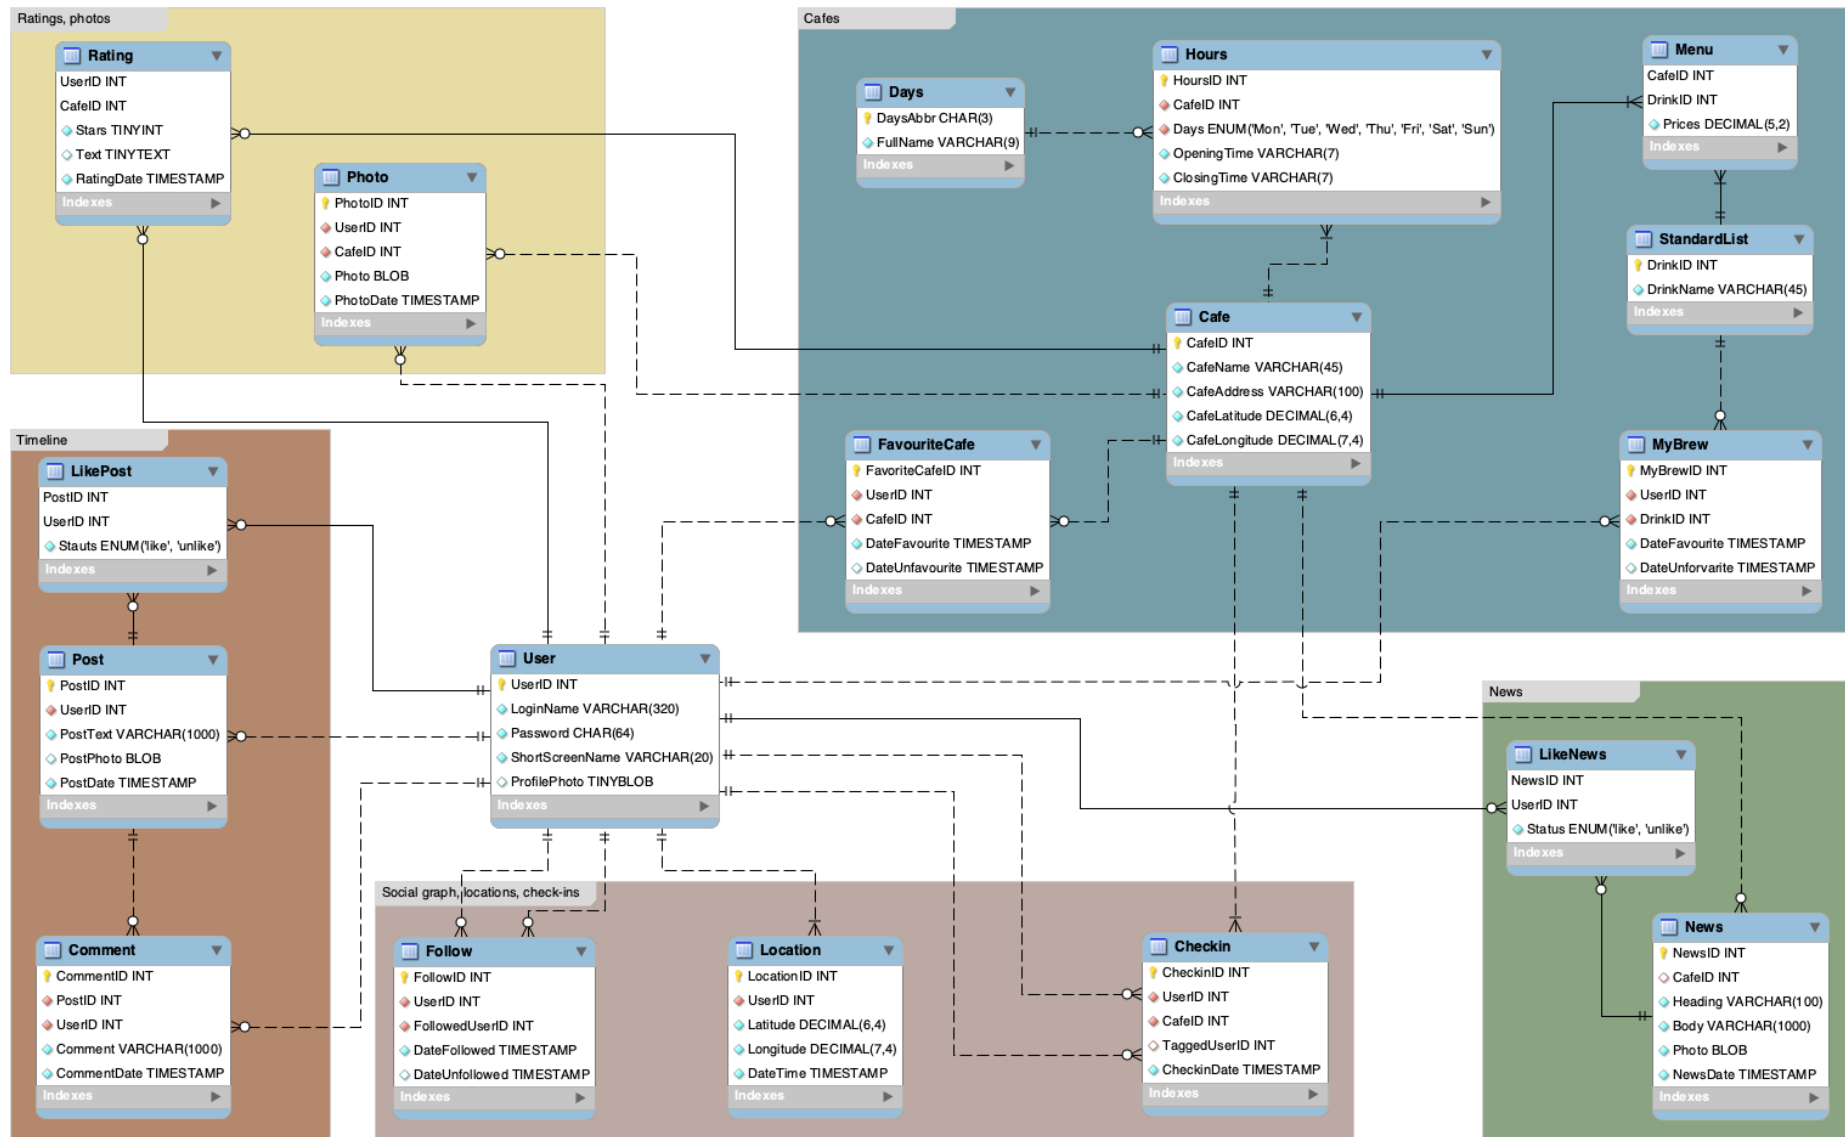 Ratings, photos
Rating
UserID INT
CafeID INT
Stars TINYINT
Text TINYTEXT
RatingDate TIMESTAMP
Indexes
Photo
PhotoID INT
UserID INT
CafeID INT
Photo BLOB
PhotoDate TIMESTAMP
Indexes
Cafes
Days
DaysAbbr CHAR(3)
FullName VARCHAR(9)
Indexes
Hours
HoursID INT
CafeID INT
Days ENUM('Mon', 'Tue', 'Wed', 'Thu', 'Fri', 'Sat', 'Sun')
OpeningTime VARCHAR(7)
ClosingTime VARCHAR(7)
Indexes
Menu
CafeID INT
DrinkID INT
Prices DECIMAL(5,2)
Indexes
StandardList
DrinkID INT
DrinkName VARCHAR(45)
Indexes
Cafe
CafeID INT
CafeName VARCHAR(45)
CafeAddress VARCHAR(100)
CafeLatitude DECIMAL(6,4)
CafeLongitude DECIMAL(7,4)
Indexes
FavouriteCafe
FavoriteCafeID INT
UserID INT
CafeID INT
DateFavourite TIMESTAMP
DateUnfavourite TIMESTAMP
Indexes
MyBrew
MyBrewID INT
UserID INT
DrinkID INT
DateFavourite TIMESTAMP
DateUnforvarite TIMESTAMP
Indexes
Timeline
LikePost
PostID INT
UserID INT
Stauts ENUM('like', 'unlike')
Indexes
Post
PostID INT
UserID INT
PostText VARCHAR(1000)
PostPhoto BLOB
PostDate TIMESTAMP
Indexes
Comment
CommentID INT
PostID INT
UserID INT
Comment VARCHAR(1000)
CommentDate TIMESTAMP
Indexes
User
UserID INT
LoginName VARCHAR(320)
Password CHAR(64)
ShortScreenName VARCHAR(20)
ProfilePhoto TINYBLOB
Indexes
Social graph, locations, check-ins
Follow
FollowID INT
UserID INT
FollowedUserID INT
DateFollowed TIMESTAMP
DateUnfollowed TIMESTAMP
Indexes
Location
LocationID INT
UserID INT
Latitude DECIMAL(6,4)
Longitude DECIMAL(7,4)
DateTime TIMESTAMP
Indexes
Checkin
CheckinID INT
UserID INT
CafeID INT
TaggedUserID INT
CheckinDate TIMESTAMP
Indexes
News
LikeNews
NewsID INT
UserID INT
Status ENUM('like', 'unlike')
Indexes
News
NewsID INT
CafeID INT
Heading VARCHAR(100)
Body VARCHAR(1000)
Photo BLOB
NewsDate TIMESTAMP
Indexes